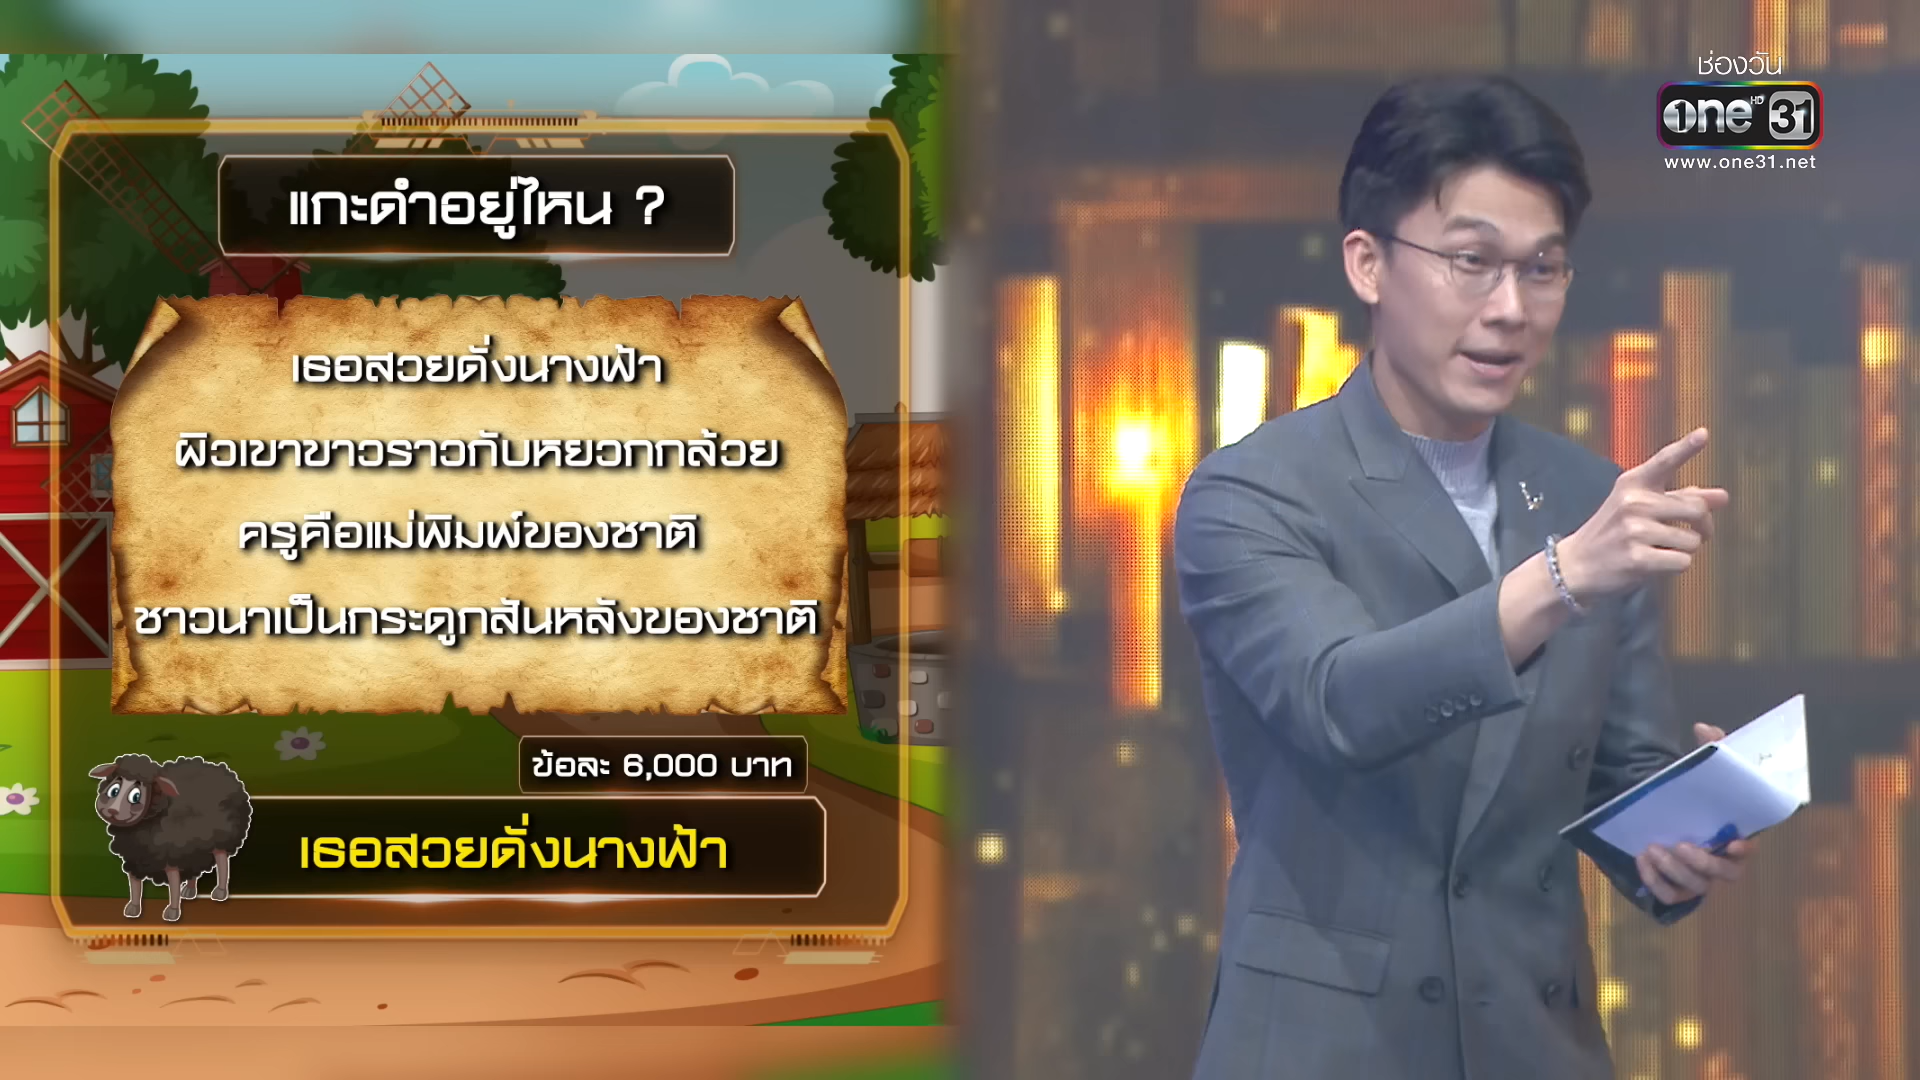 แกะดำอยู่ไหน ?
เธอสวยดั่งนางฟ้า
ผิวเขาขาวราวกับหยวกกล้วย
ครูคือแม่พิมพ์ของชาติ
ชาวนาเป็นกระดูกสันหลังของชาติ
ข้อละ 6,000 บาท
เธอสวยดั่งนางฟ้า
ช่องวัน
one HD 31
www.one31.net